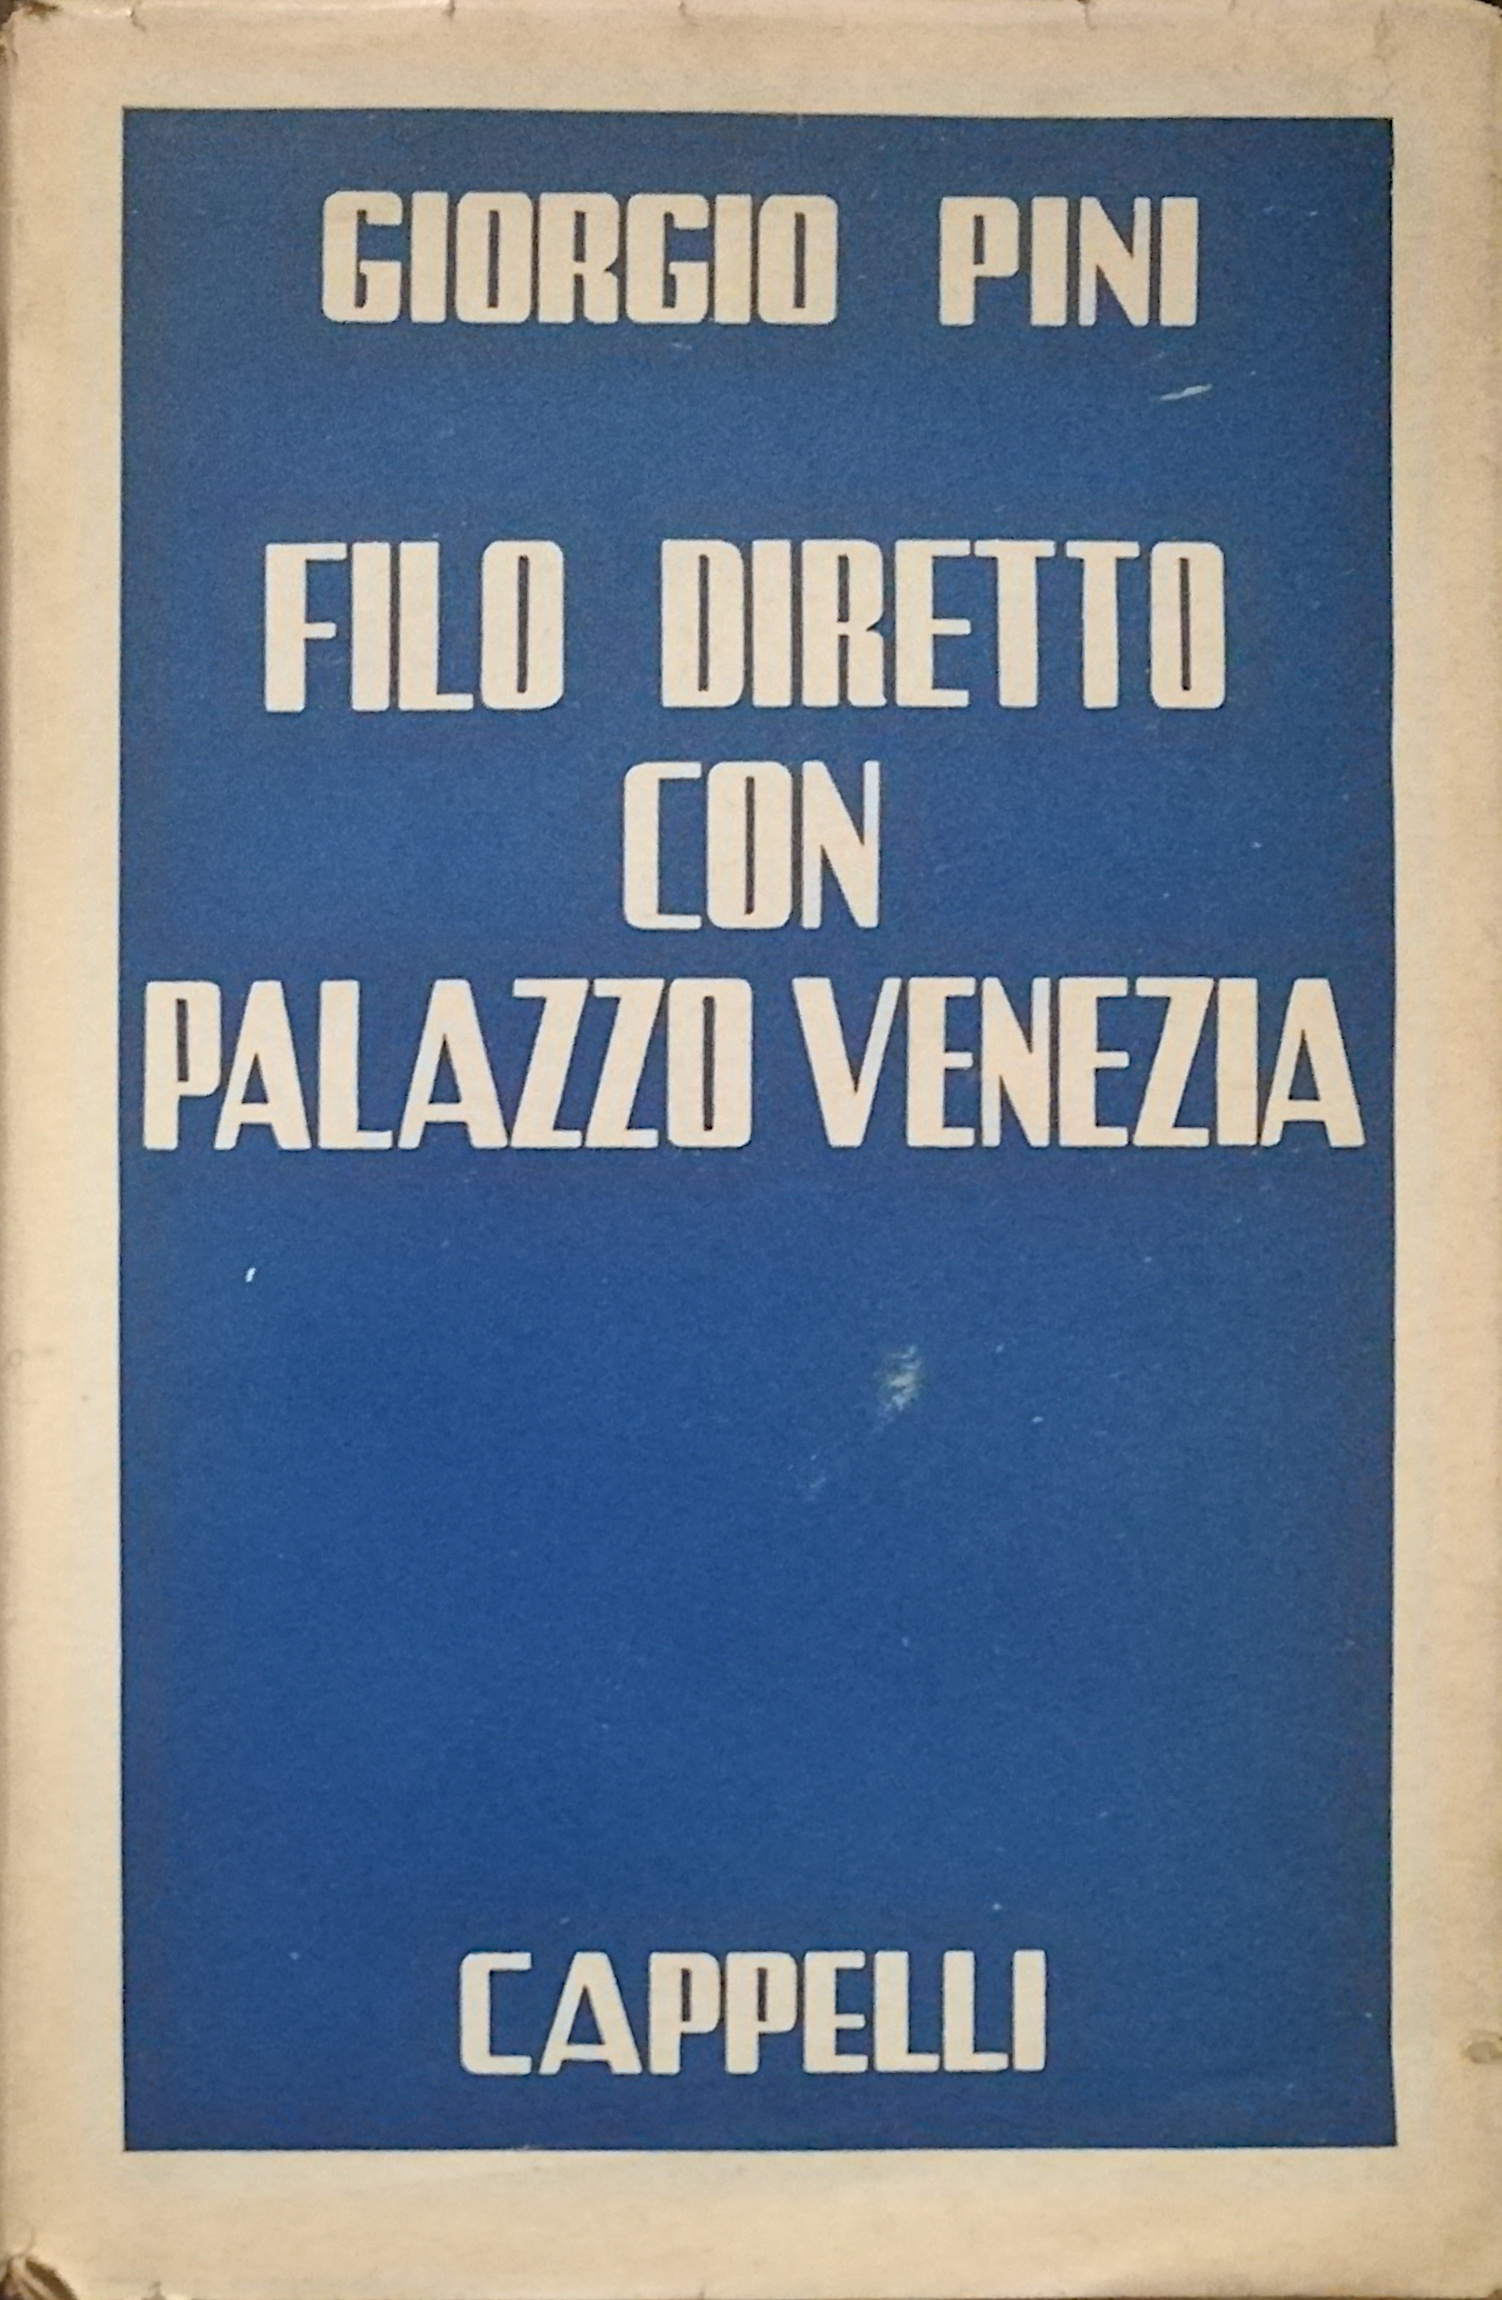 GIORGIO PINI
FILO DIRETTO
CON
PALAZZO VENEZIA
CAPPELLI